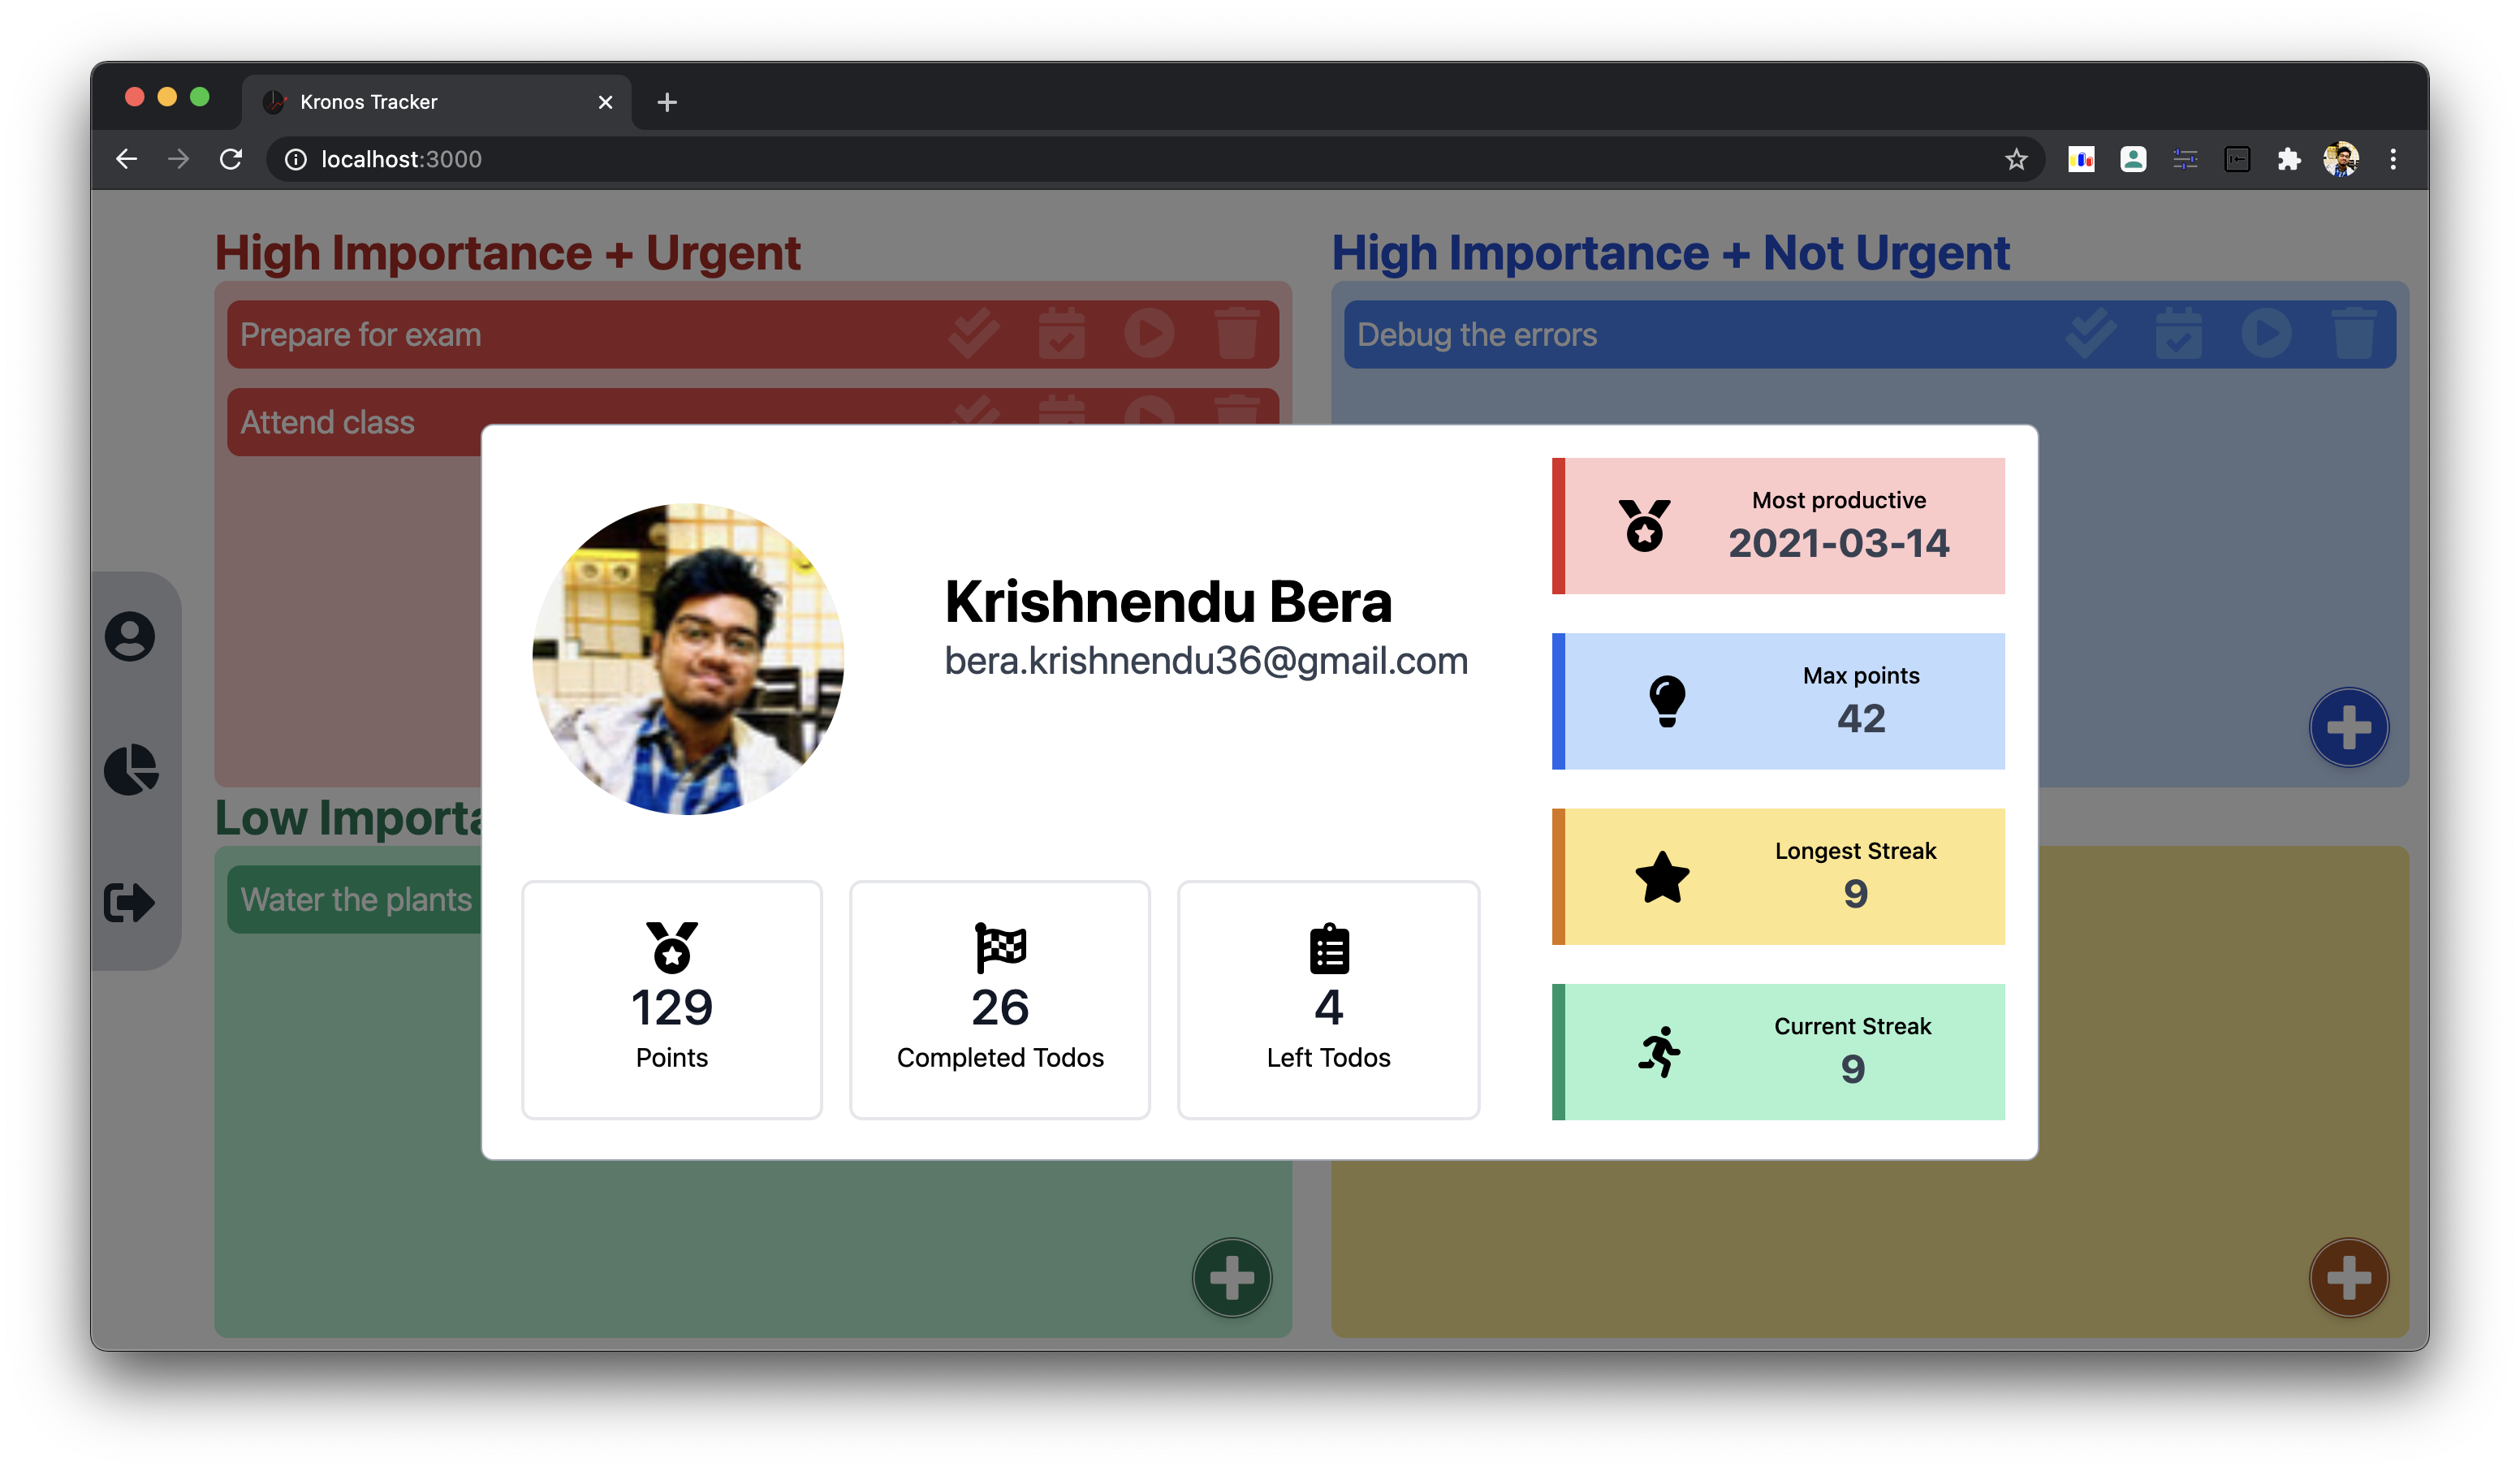 Kronos Tracker
localhost:3000
High Importance + Urgent
High Importance + Not Urgent
Prepare for exam
Debug the errors
Attend class
Krishnendu Bera
bera.krishnendu36@gmail.com
Most productive
2021-03-14
Max points
42
Low
Longest Streak
9
Water the plants
129
Points
26
Completed Todos
4
Left Todos
Current Streak
9